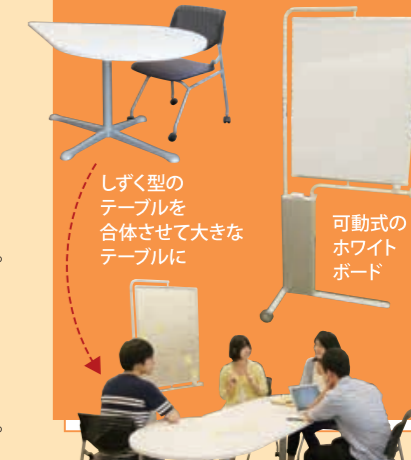 しずく型の
テーブルを
合体させて大きな
テーブルに
可動式の
ホワイト
ボード
。
。